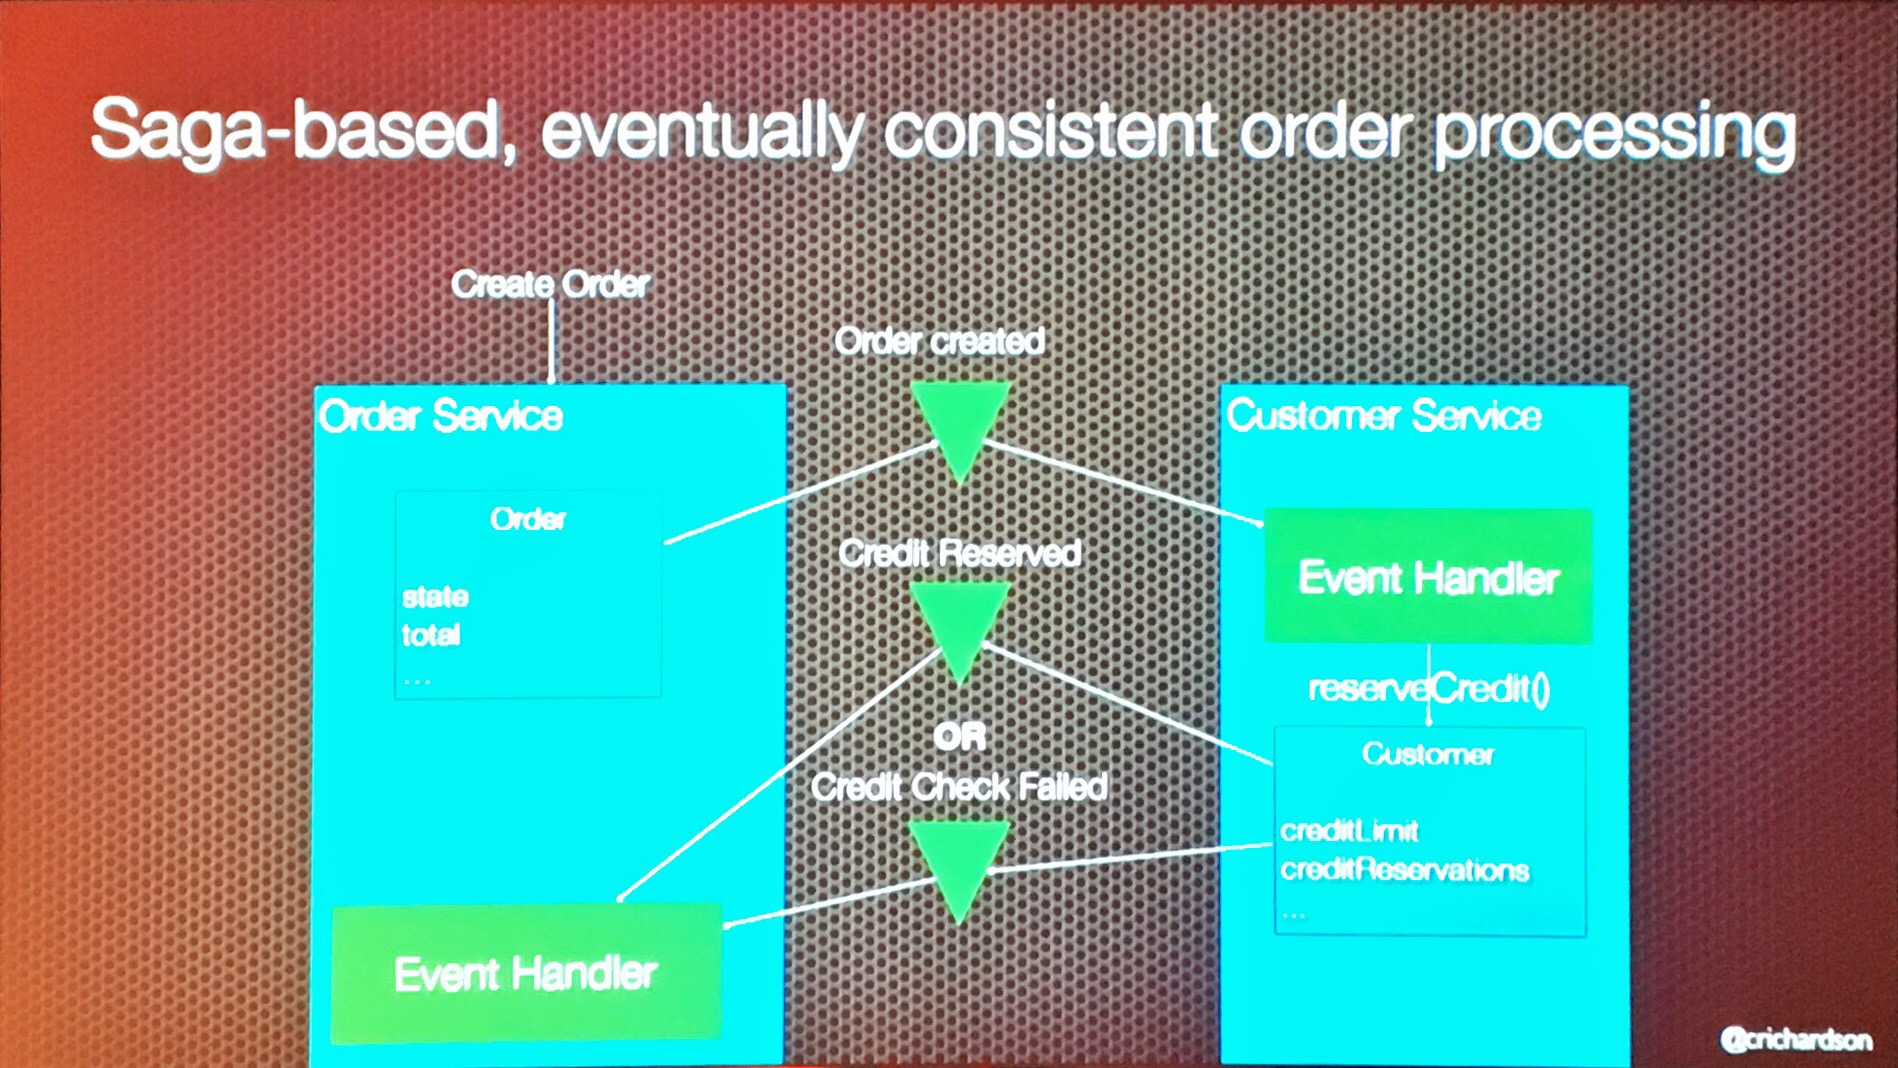 Saga-based, eventually consistent order processing
Create Order
Order Service
Order
state
total
...
Event Handler
Order created
Credit Reserved
OR
Credit Check Failed
Customer Service
Event Handler
reserveCredit()
Customer
creditLimit
creditReservations
...
@crichardson